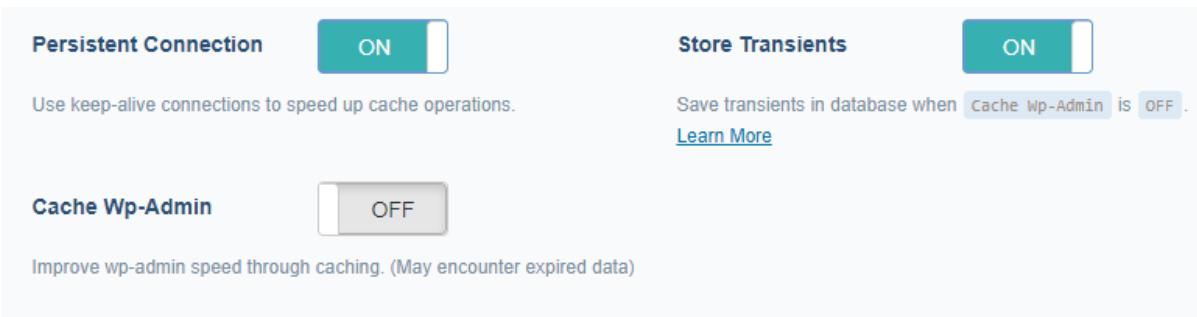 Persistent Connection
ON
Use keep-alive connections to speed up cache operations.
Store Transients
ON
Save transients in database when Cache Wp-Admin is OFF .
Learn More
Cache Wp-Admin
OFF
Improve wp-admin speed through caching. (May encounter expired data)